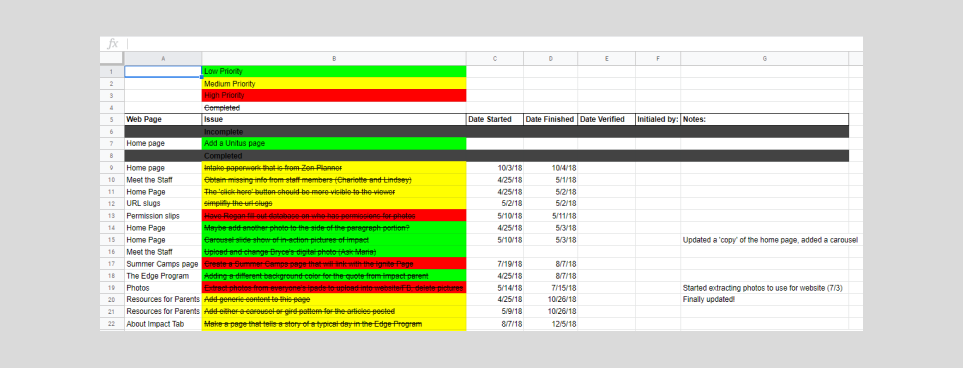 fx
A B C D E F G
1 Low Priority
2 Medium Priority
3 High Priority
4 Completed
5 Web Page Issue Date Started Date Finished Date Verified Initialed by: Notes:
6 Incomplete
7 Home page Add a Unitus page
8 Completed
9 Home page Intake paperwork that is from Zen Planner 10/3/18 10/4/18
10 Meet the Staff Obtain missing info from staff members (Charlotte and Lindsey) 4/25/18 5/1/18
11 Home Page The 'click here' button should be more visible to the viewer 4/25/18 5/2/18
12 URL slugs simplify the url slugs 5/2/18 5/2/18
13 Permission slips Have Regan fill out database on who has permissions for photos 5/10/18 5/11/18
14 Home Page Maybe add another photo to the side of the paragraph portion? 4/25/18 5/3/18
15 Home Page Carousel slide show of in-action pictures of Impact 5/10/18 5/3/18 Updated a 'copy' of the home page, added a carousel
16 Meet the Staff Upload and change Bryce's digital photo (Ask Maria)
17 Summer Camps page Create a Summer Camps page that will link with the Ignite Page 7/19/18 8/7/18
18 The Edge Program Adding a different background color for the quote from Impact parent 4/25/18 8/7/18
19 Photos Extract photos from everyone's ipads to upload into website/FB, delete pictures 5/14/18 7/15/18 Started extracting photos to use for website (7/3)
20 Resources for Parents Add generic content to this page 4/25/18 10/26/18 Finally updated!
21 Resources for Parents Add either a carousel or gird pattern for the articles posted 5/9/18 10/26/18
22 About Impact Tab Make a page that tells a story of a typical day in the Edge Program 8/7/18 12/5/18